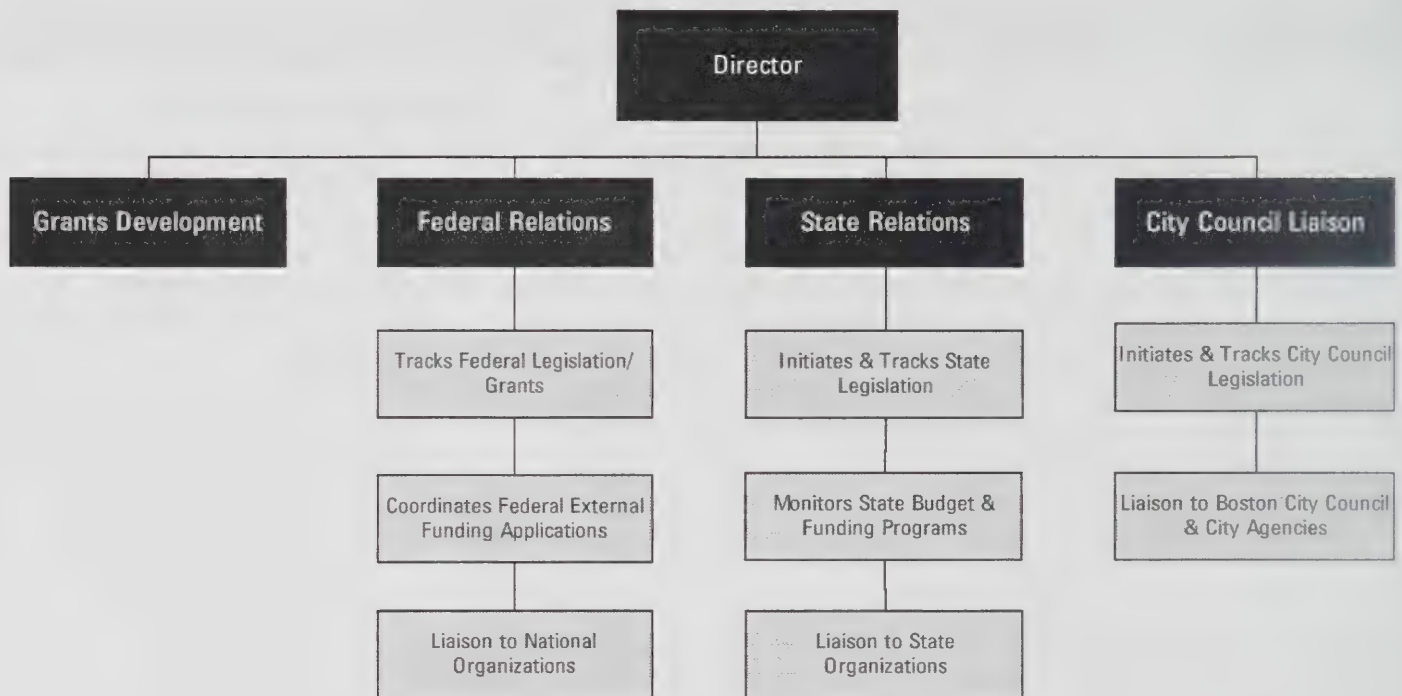 Director
Grants Development
Federal Relations
State Relations
City Council Liaison
Tracks Federal Legislation/
Grants
Initiates & Tracks State
Legislation
Initiates & Tracks City Council
Legislation
Coordinates Federal External
Funding Applications
Monitors State Budget &
Funding Programs
Liaison to Boston City Council
& City Agencies
Liaison to National
Organizations
Liaison to State
Organizations